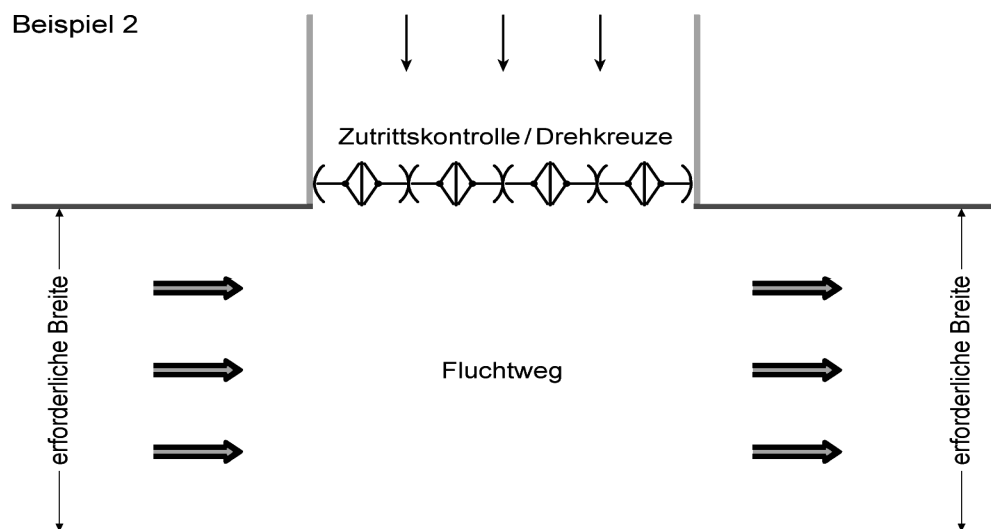 Beispiel 2
Zutrittskontrolle / Drehkreuze
erforderliche Breite
Fluchtweg
erforderliche Breite